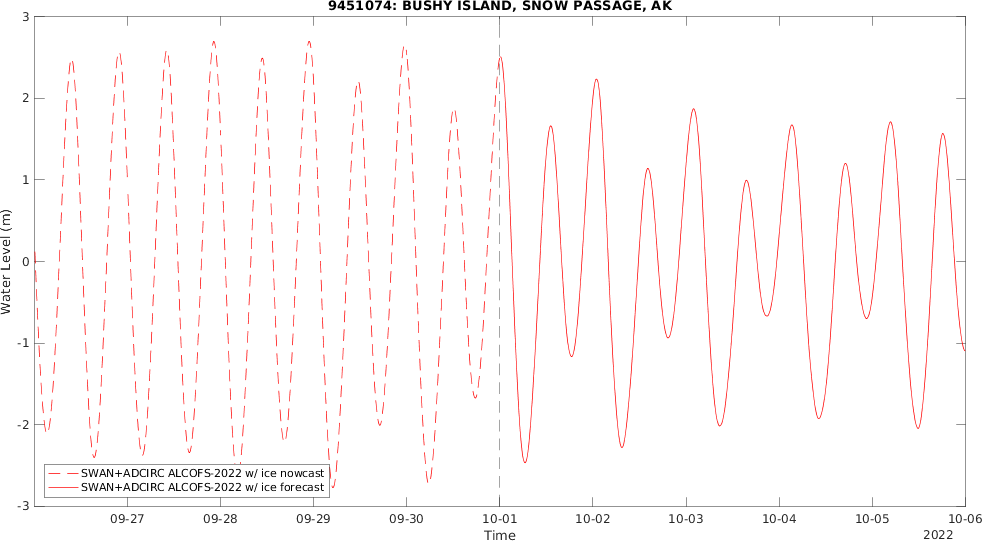 9451074: BUSHY ISLAND, SNOW PASSAGE, AK
3
2
1
0
-1
-2
-3
Water Level (m)
SWAN+ADCIRC ALCOFS-2022 w/ ice nowcast
SWAN+ADCIRC ALCOFS-2022 w/ ice forecast
09-27 09-28 09-29 09-30 10-01 10-02 10-03 10-04 10-05 10-06
Time
2022